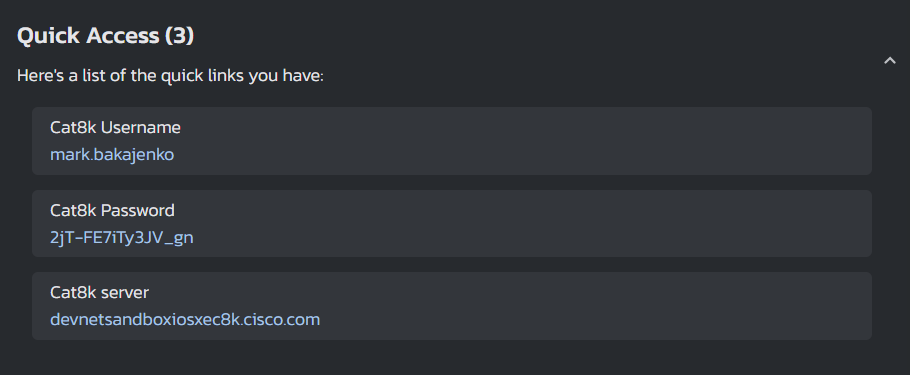 Quick Access (3)
Here's a list of the quick links you have:
Cat8k Username
mark.bakajenko
Cat8k Password
2jT-FE7iTy3JV_gn
Cat8k server
devnetsandboxiosxec8k.cisco.com